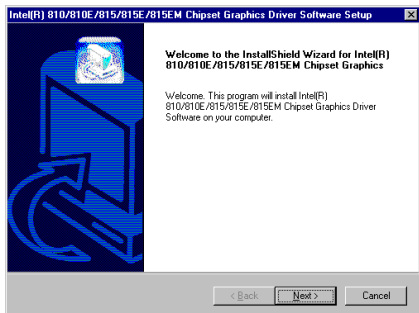 Intel(R) 810/810E/815/815E/815EM Chipset Graphics Driver Software Setup
Welcome to the InstallShield Wizard for Intel(R)
810/810E/815/815E/815EM Chipset Graphics
Welcome. This program will install Intel(R)
810/810E/815/815E/815EM Chipset Graphics Driver
Software on your computer.
< Back
Next >
Cancel